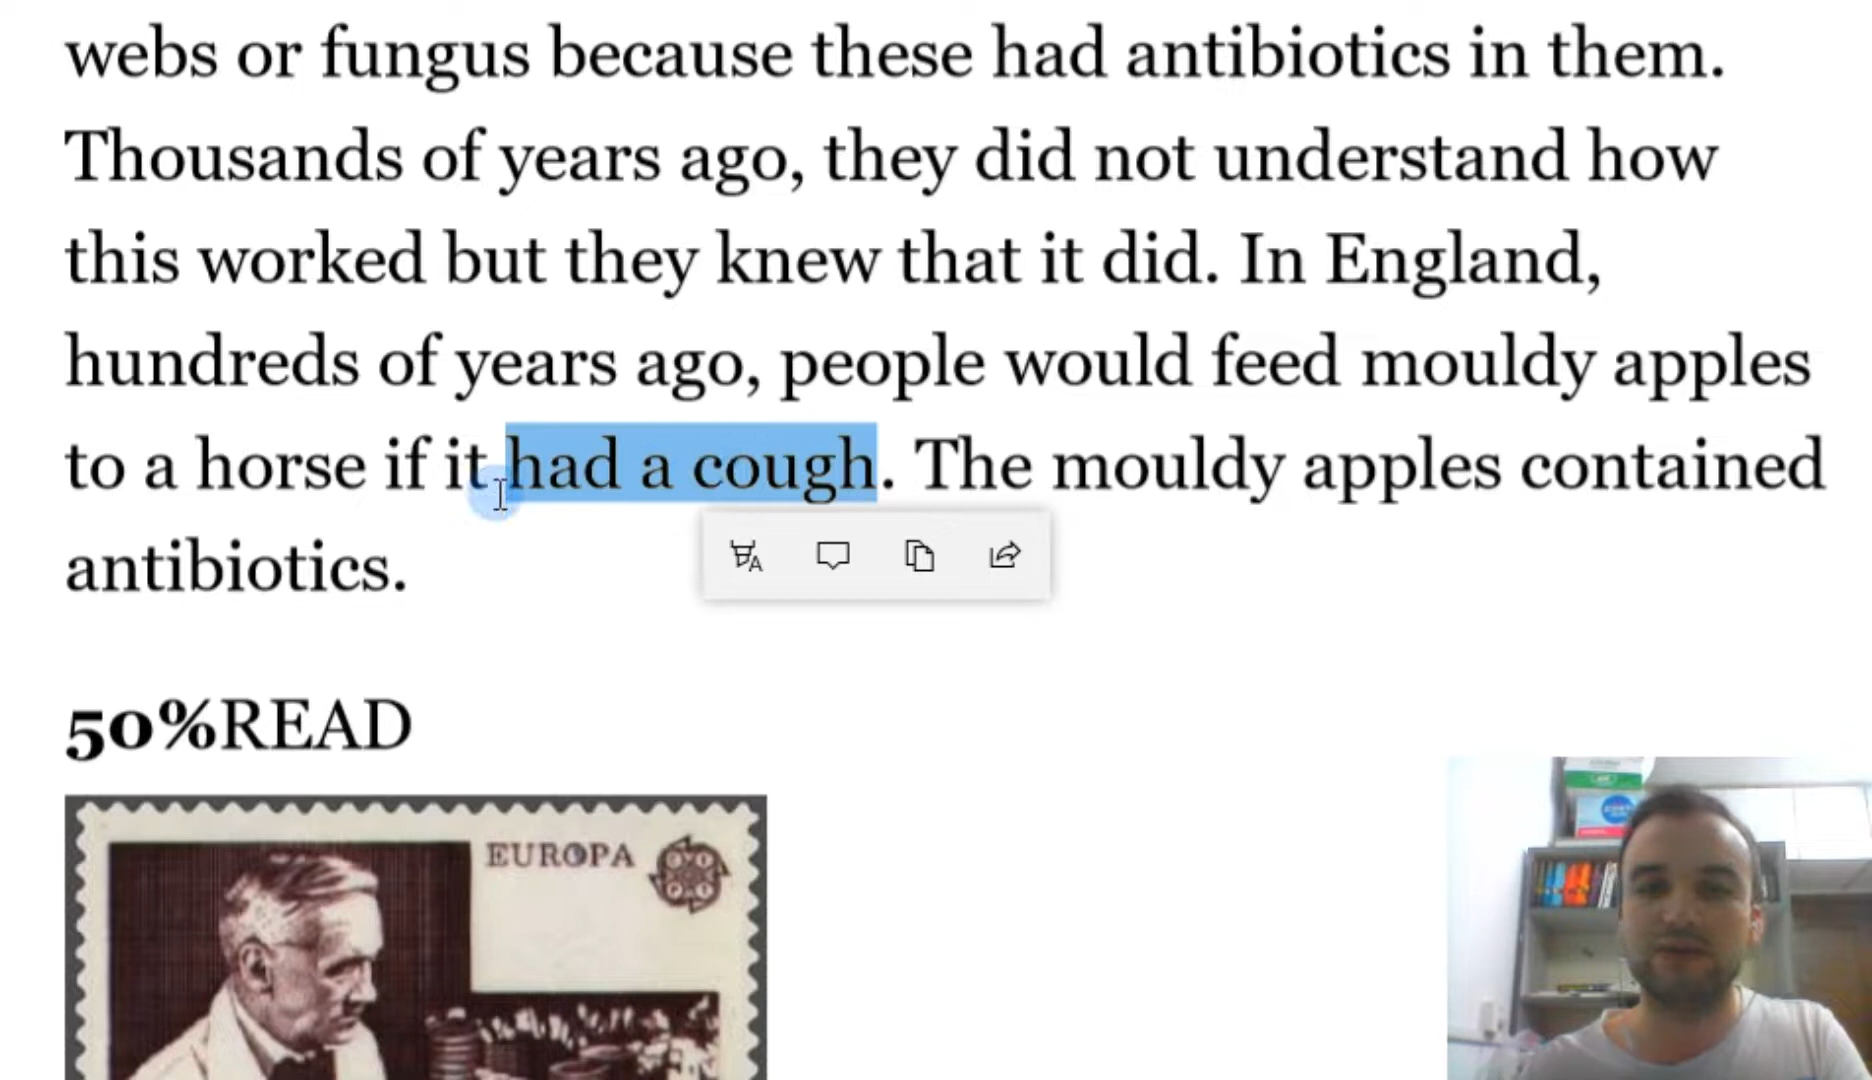 webs or fungus because these had antibiotics in them.
Thousands of years ago, they did not understand how
this worked but they knew that it did. In England,
hundreds of years ago, people would feed mouldy apples
to a horse if it had a cough. The mouldy apples contained
antibiotics.
50%READ
EUROPA